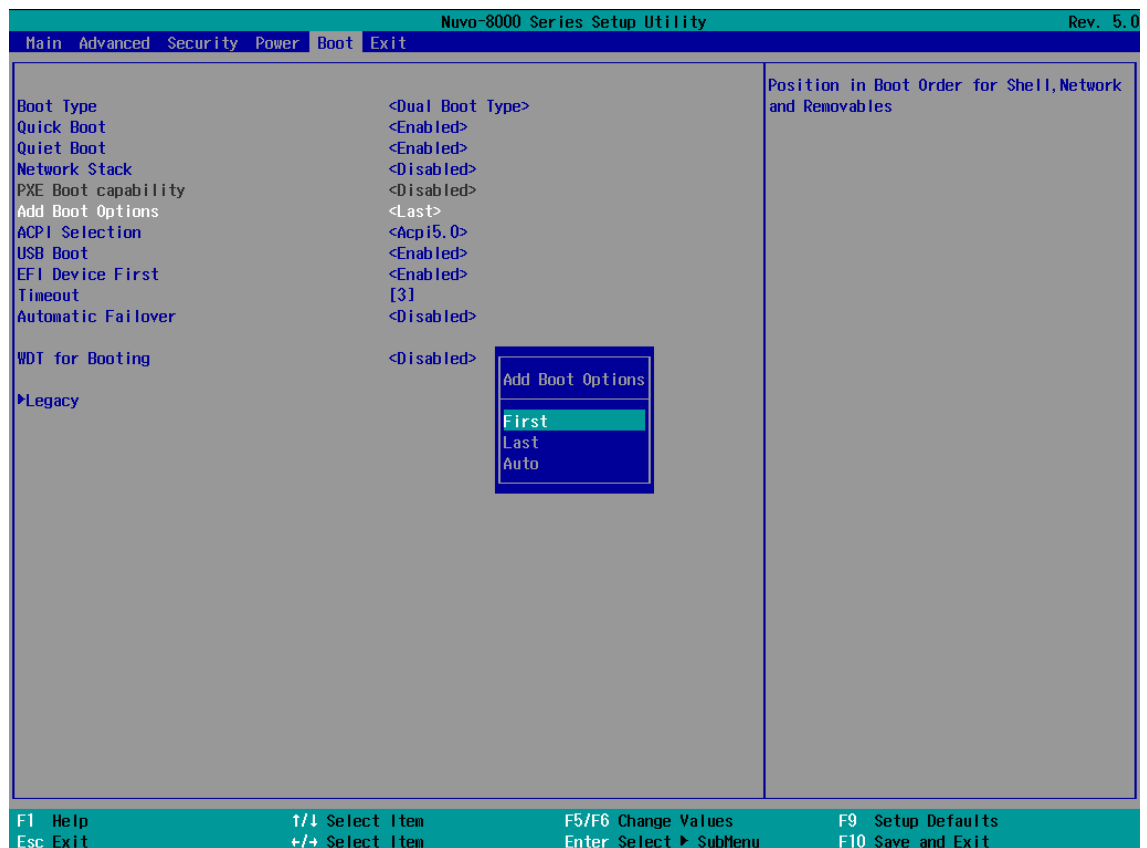 Nuvo-8000 Series Setup Utility Rev. 5.0
Main Advanced Security Power Boot Exit
Position in Boot Order for Shell,Network
and Removables
Boot Type <Dual Boot Type>
Quick Boot <Enabled>
Quiet Boot <Enabled>
Network Stack <Disabled>
PXE Boot capability <Disabled>
Add Boot Options <Last>
ACPI Selection <Acpi5.0>
USB Boot <Enabled>
EFI Device First <Enabled>
Timeout [3]
Automatic Failover <Disabled>
WDT for Booting <Disabled>
▶Legacy
Add Boot Options
First
Last
Auto
F1 Help ↑/↓ Select Item F5/F6 Change Values F9 Setup Defaults
Esc Exit ←/→ Select Item Enter Select ▶ SubMenu F10 Save and Exit